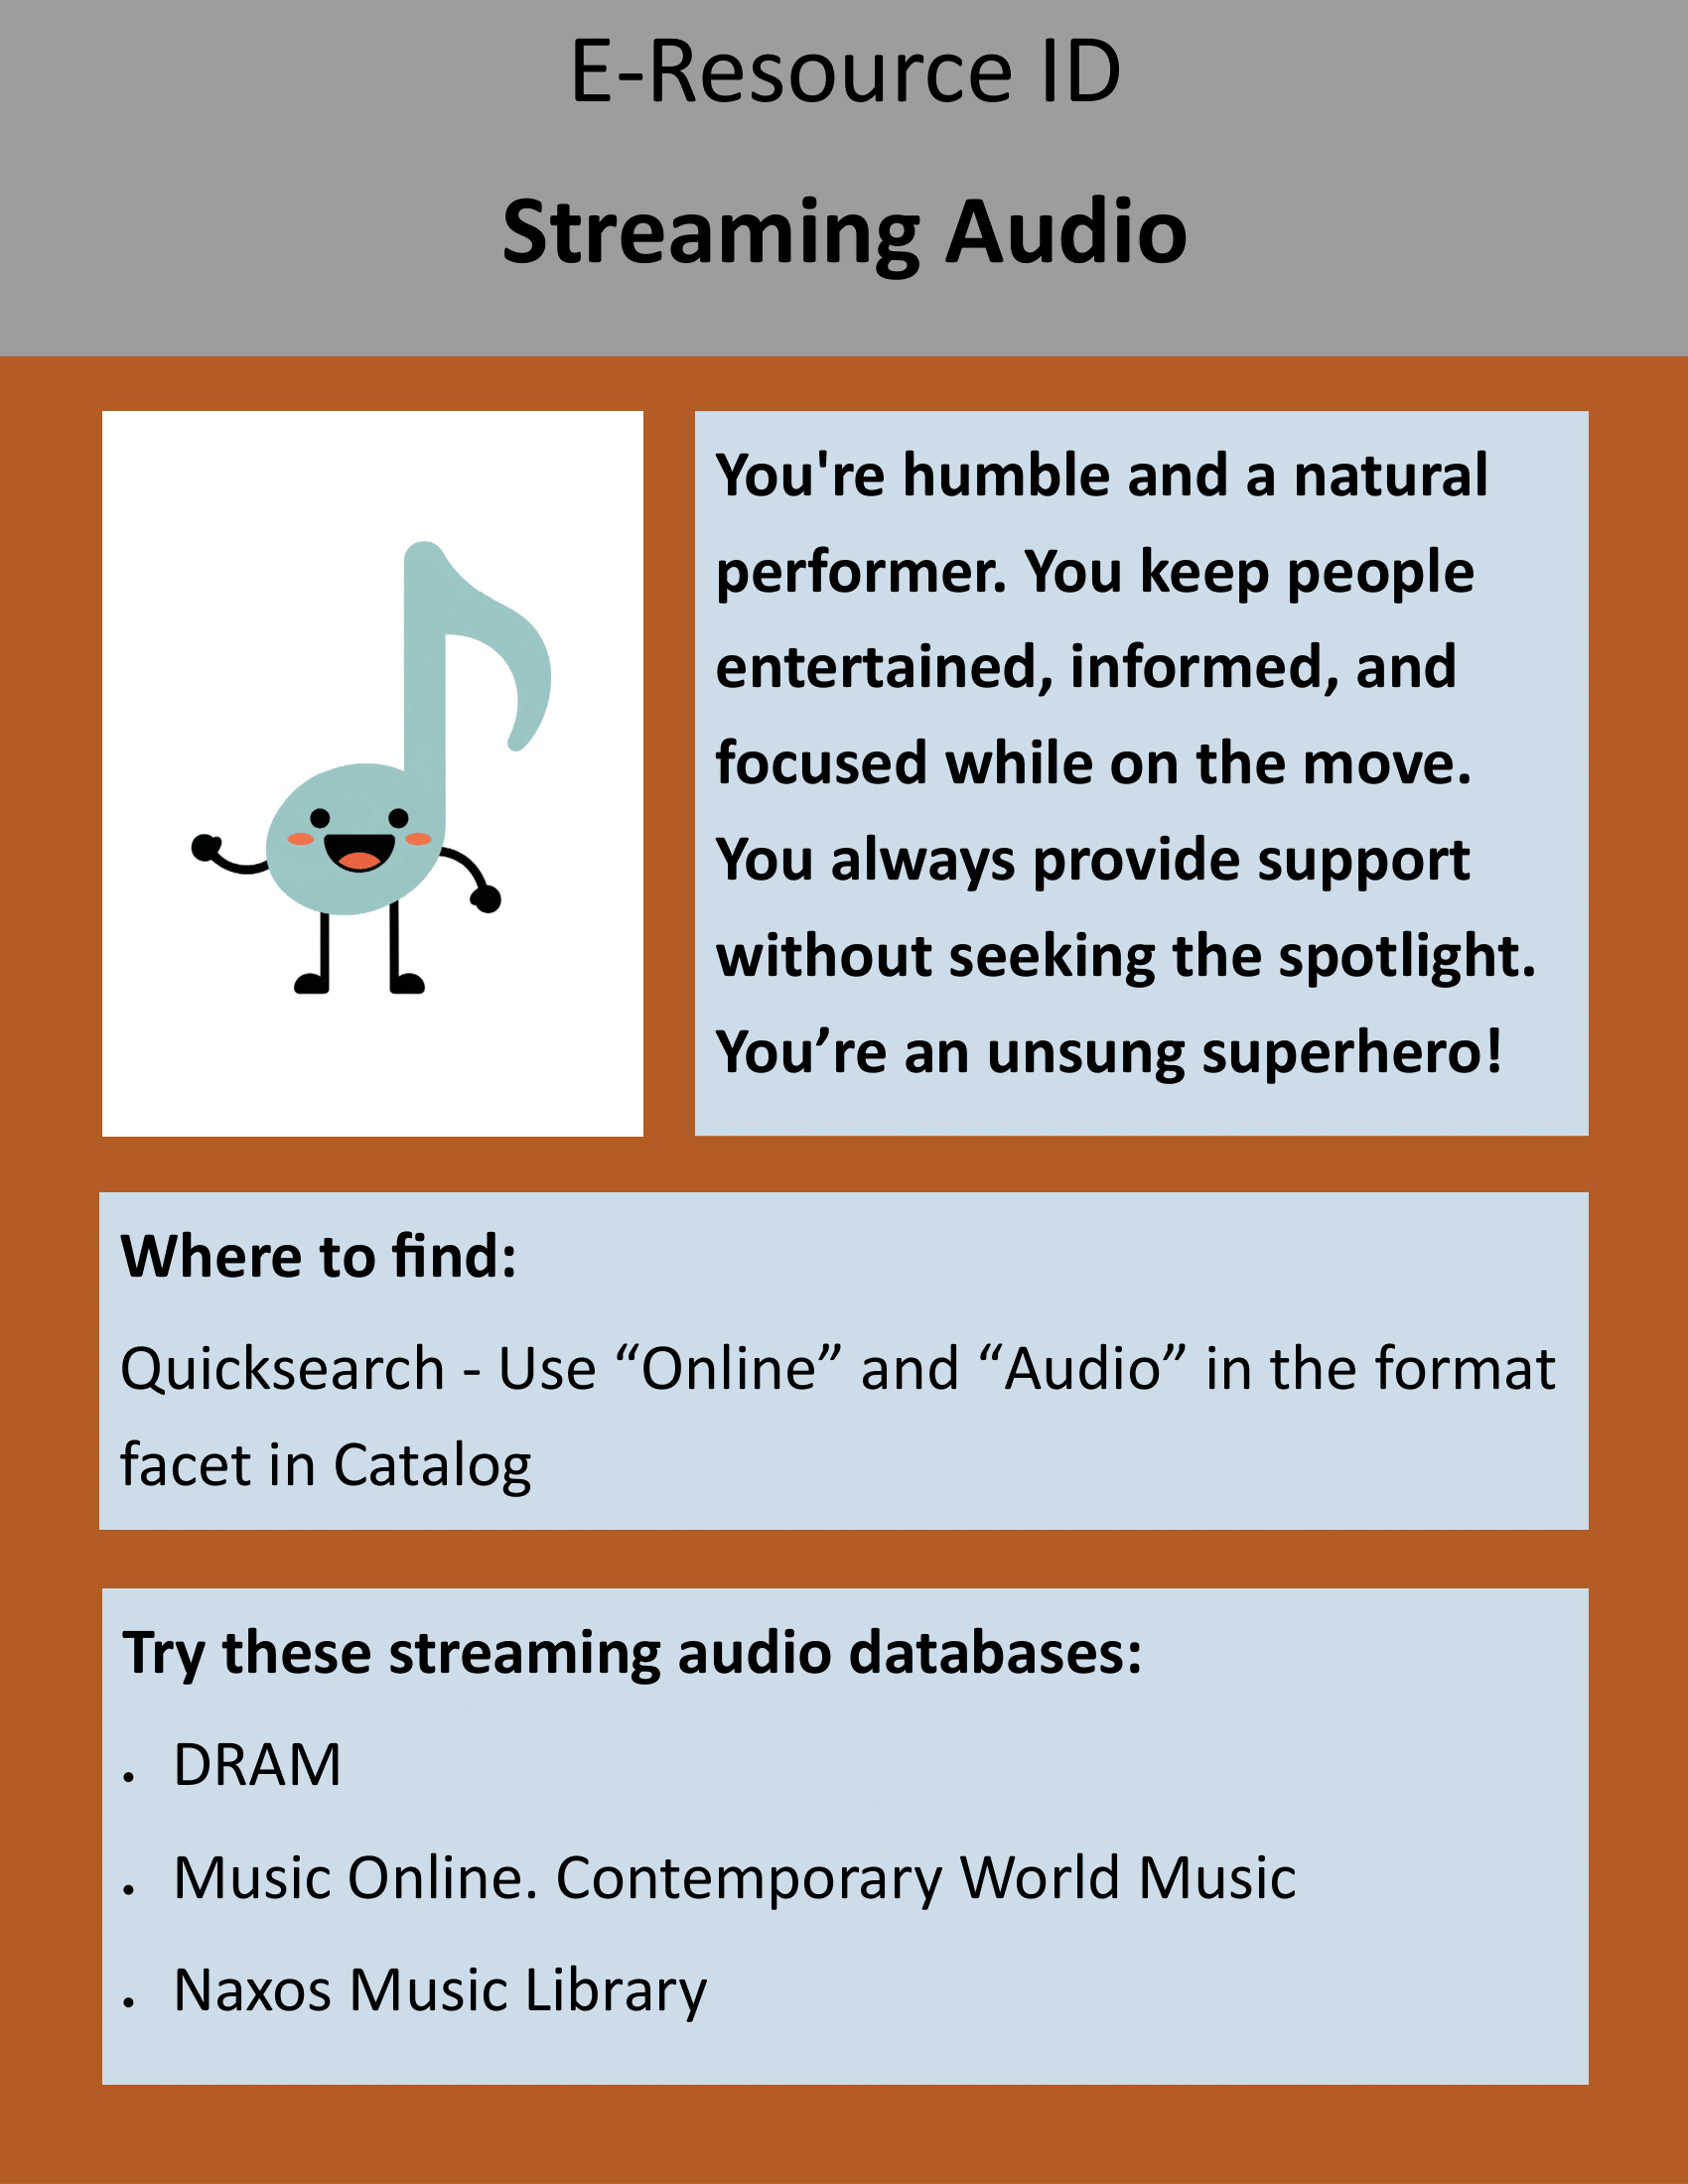 E-Resource ID
Streaming Audio
You're humble and a natural
performer. You keep people
entertained, informed, and
focused while on the move.
You always provide support
without seeking the spotlight.
You’re an unsung superhero!
Where to find:
Quicksearch - Use “Online” and “Audio” in the format
facet in Catalog
Try these streaming audio databases:
• DRAM
• Music Online. Contemporary World Music
• Naxos Music Library